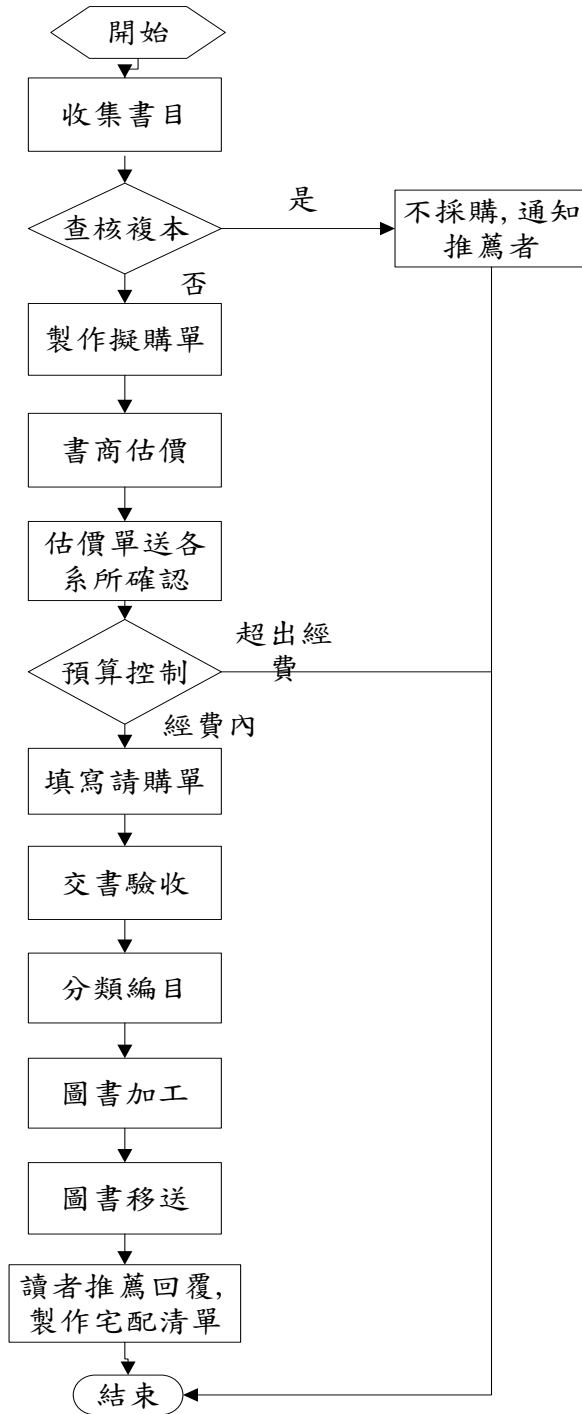 開始
收集書目
查核複本
是
不採購,通知
推薦者
否
製作擬購單
書商估價
估價單送各
系所確認
預算控制
超出經
費
經費內
填寫請購單
交書驗收
分類編目
圖書加工
圖書移送
讀者推薦回覆,
製作宅配清單
結束